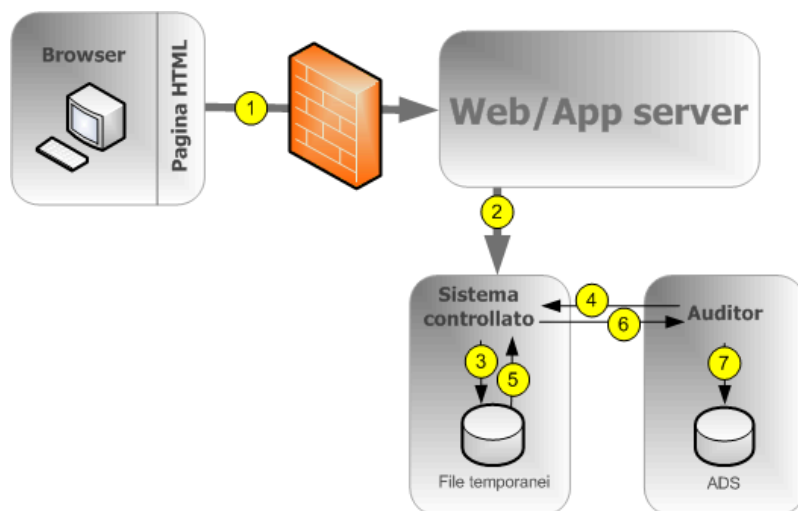 Browser
Pagina HTML
1
Web/App server
2
Sistema
controllato
4
6
Auditor
3
5
7
File temporanei
ADS